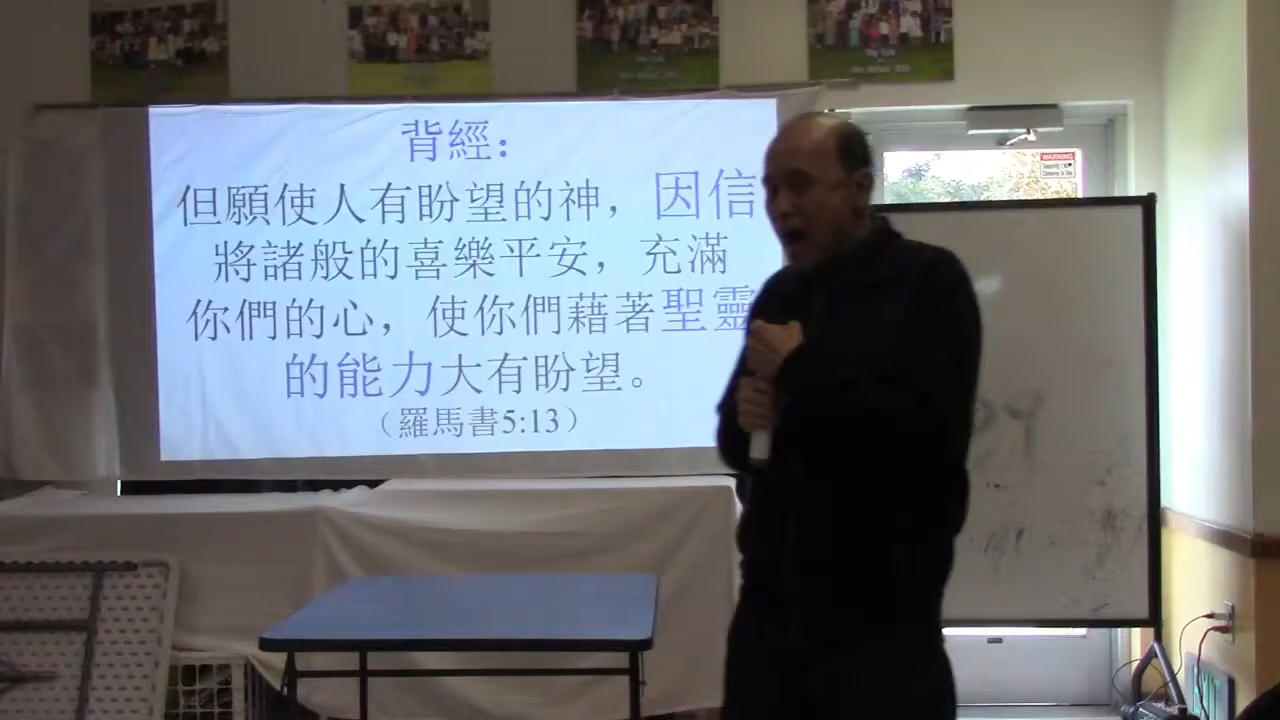 背經：
但願使人有盼望的神，因信
將諸般的喜樂平安，充滿
你們的心，使你們藉著聖靈
的能力大有盼望。
（羅馬書5:13）
WARNING